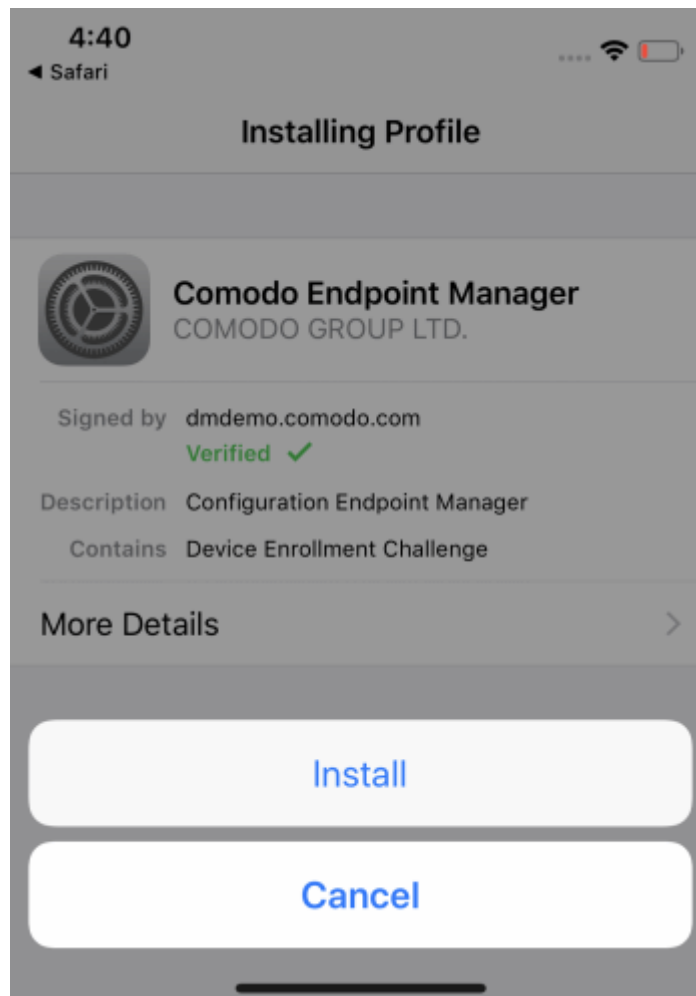 4:40
◀ Safari
Installing Profile
Comodo Endpoint Manager
COMODO GROUP LTD.
Signed by dmdemo.comodo.com
Verified ✓
Description Configuration Endpoint Manager
Contains Device Enrollment Challenge
More Details
Install
Cancel